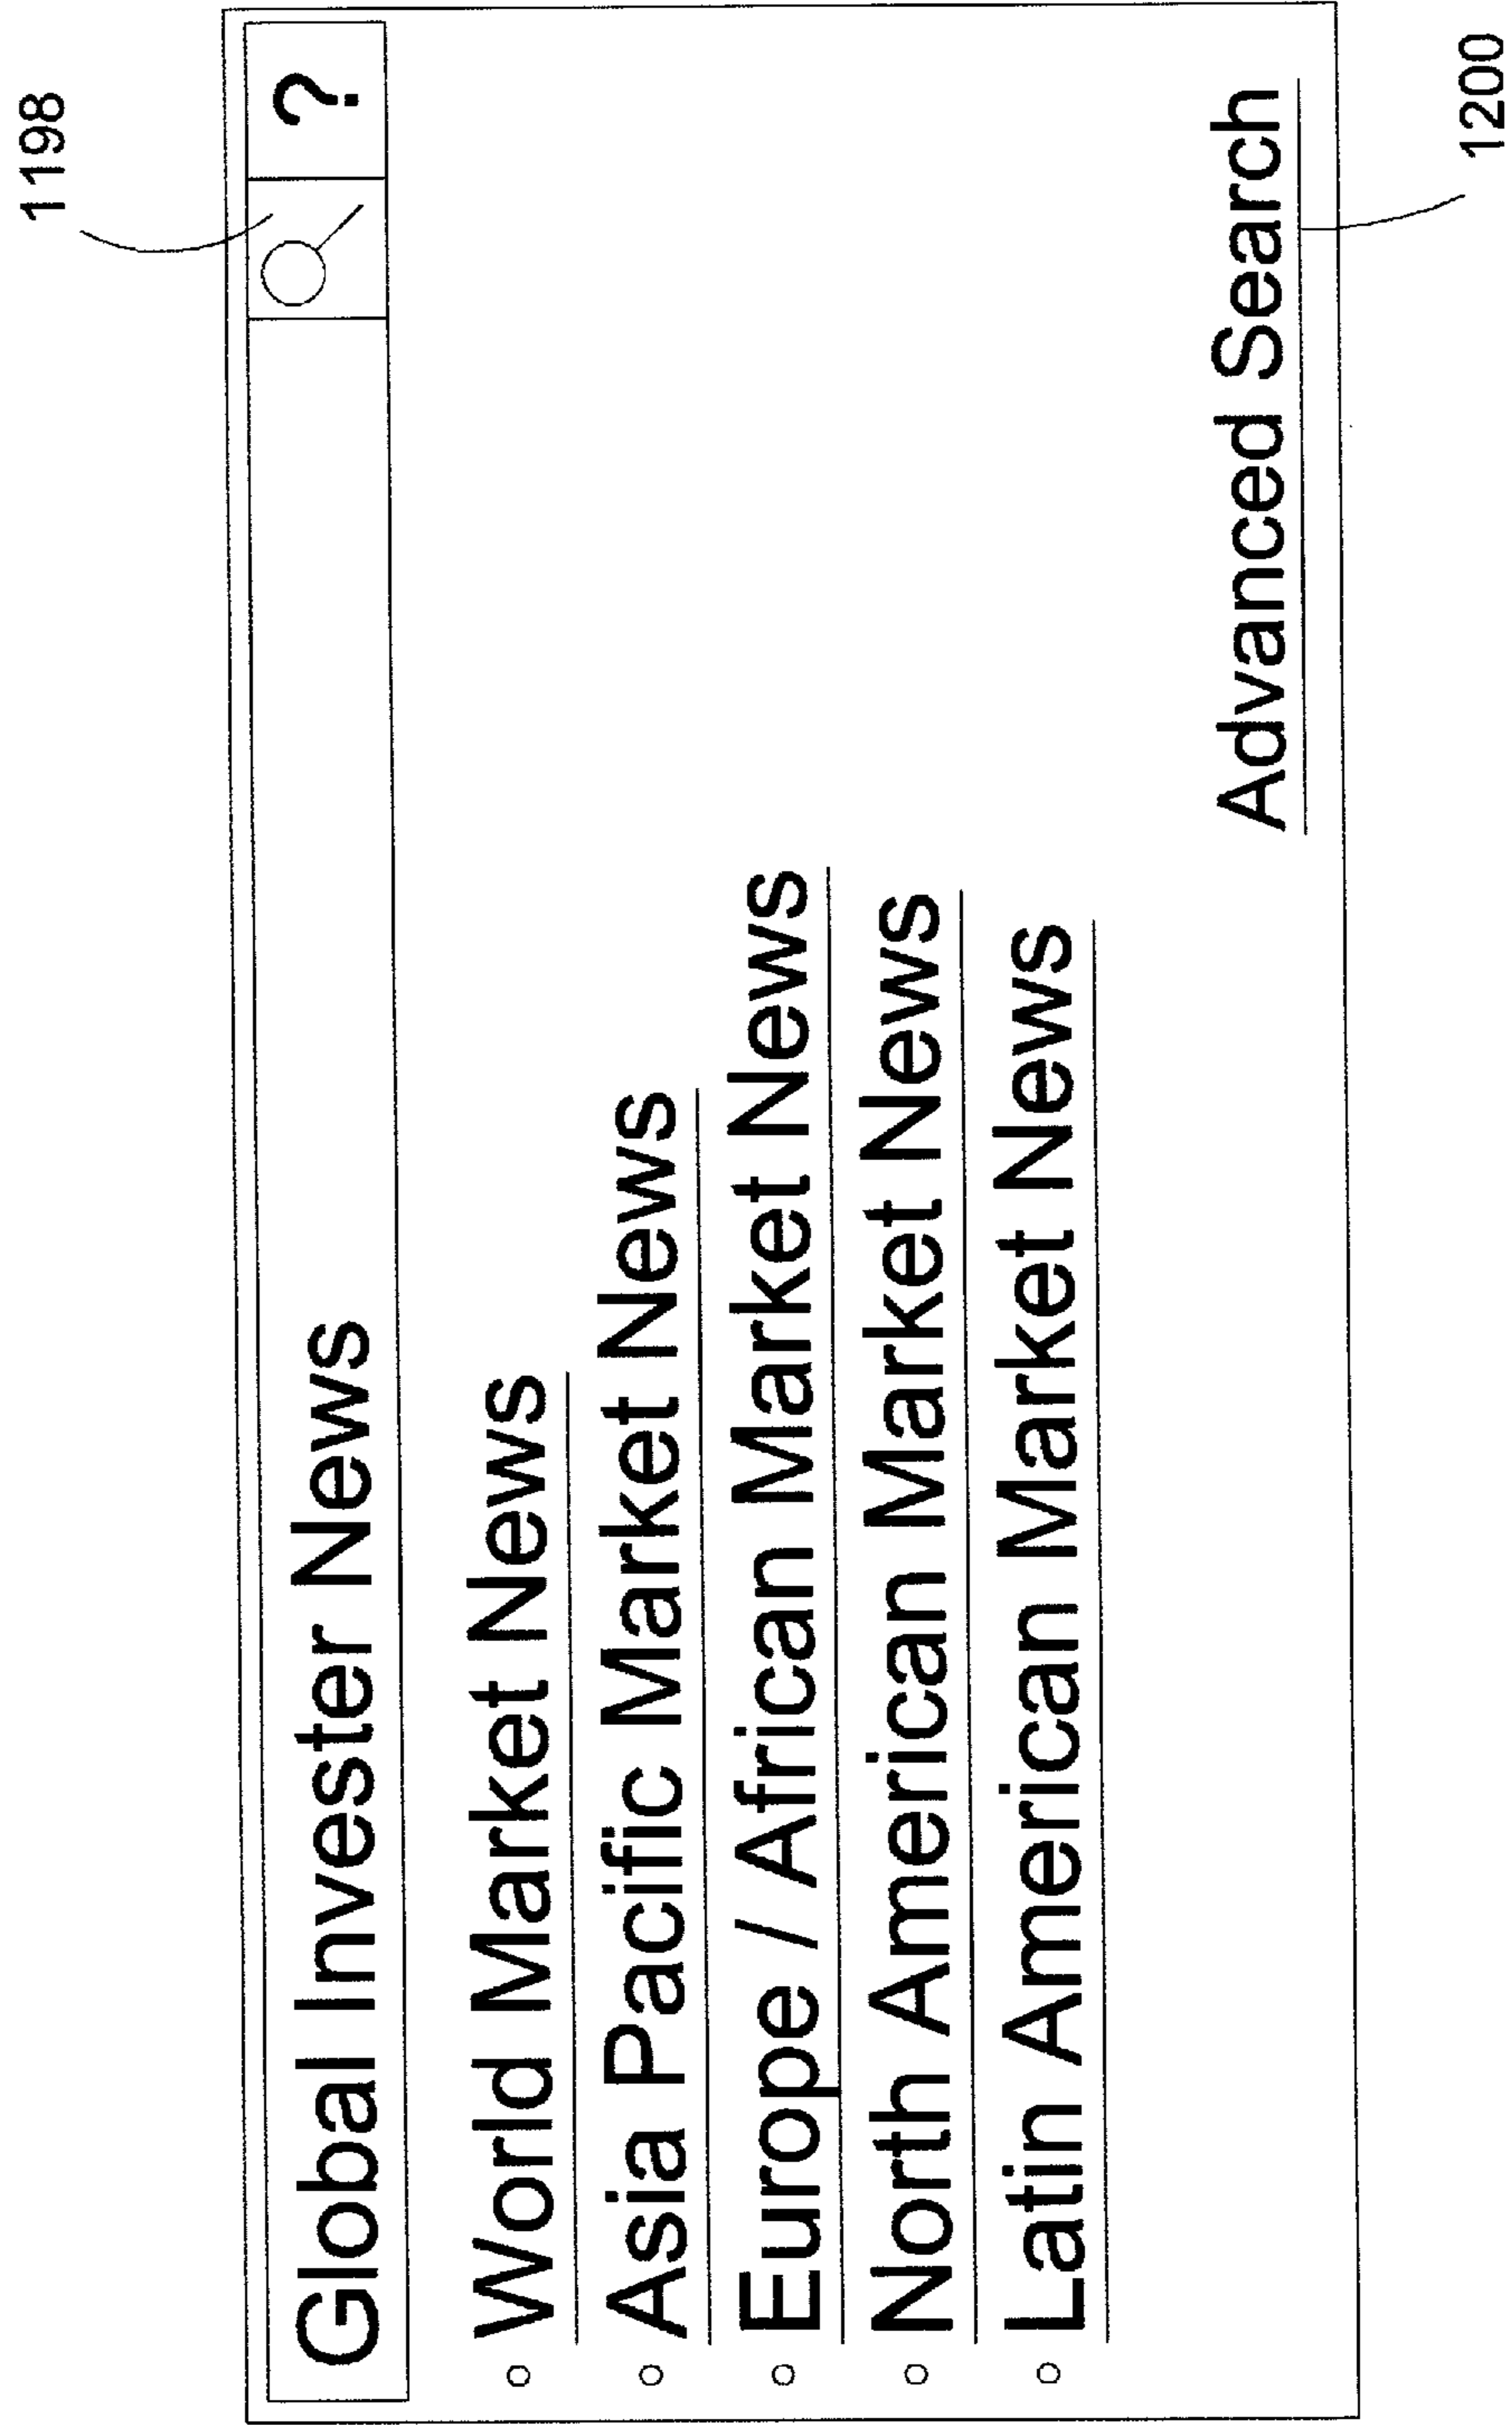 1198
Global Invester News ?
World Market News
Asia Pacific Market News
Europe / African Market News
North American Market News
Latin American Market News
Advanced Search
1200